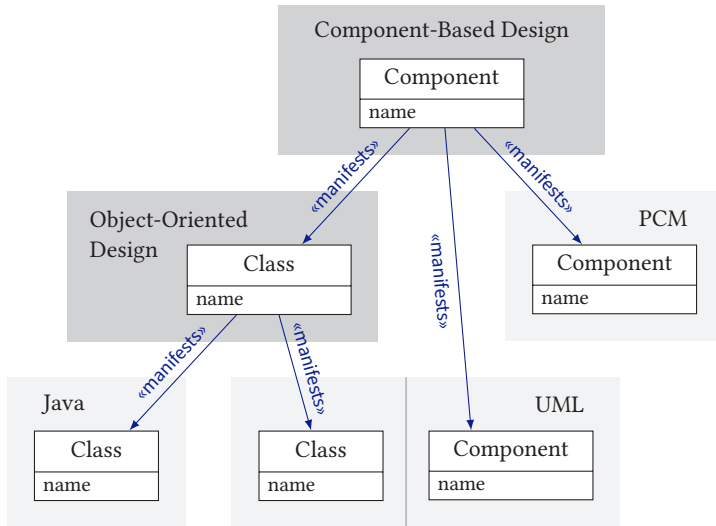 Component-Based Design
Component
name
«manifests»
«manifests»
«manifests»
Object-Oriented
Design
Class
name
PCM
Component
name
«manifests»
«manifests»
Java
Class
name
Class
name
UML
Component
name